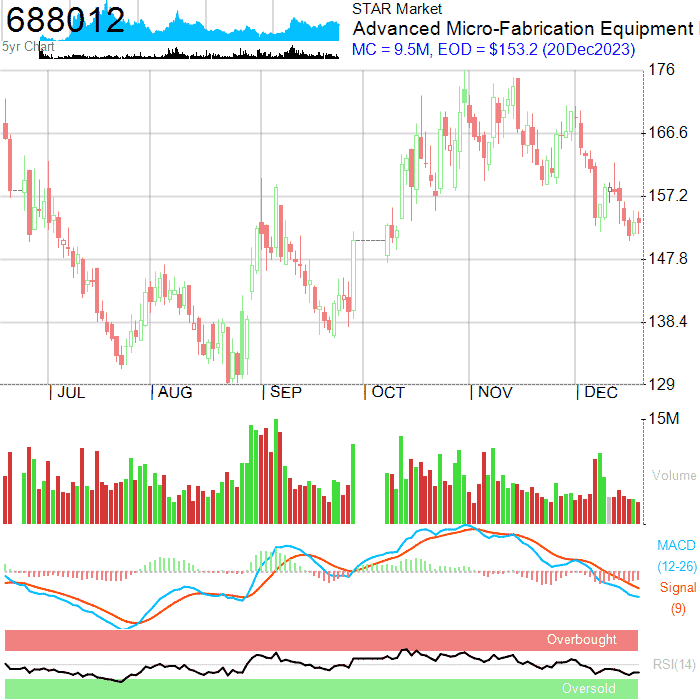 688012
STAR Market
Advanced Micro-Fabrication Equipment
MC = 9.5M, EOD = $153.2 (20Dec2023)
5yr Chart
176
166.6
157.2
147.8
138.4
129
JUL AUG SEP OCT NOV DEC
15M
Volume
MACD
(12-26)
Signal
(9)
Overbought
RSI(14)
Oversold